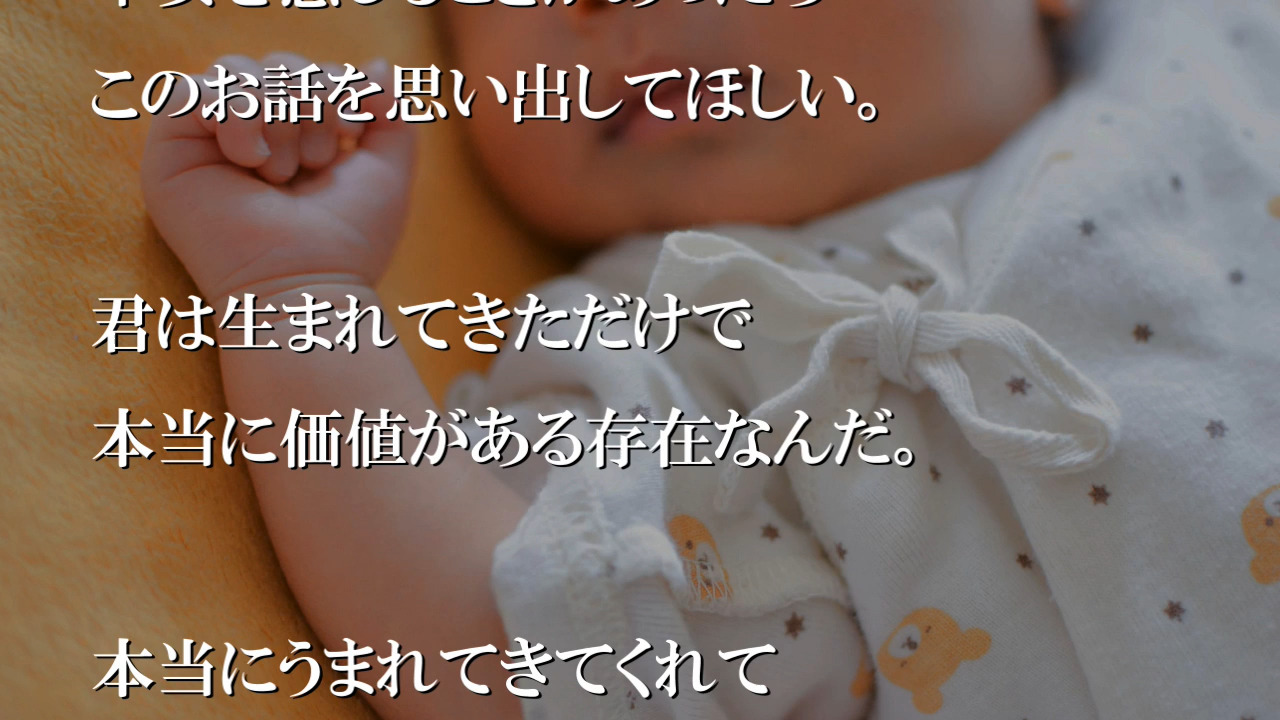 このお話を思い出してほしい。
君は生まれてきただけで
本当に価値がある存在なんだ。
本当にうまれてきてくれて